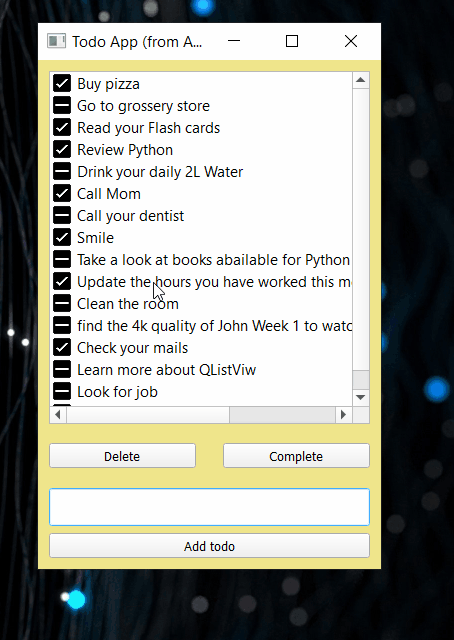 Todo App (from A...
Buy pizza
Go to grossery store
Read your Flash cards
Review Python
Drink your daily 2L Water
Call Mom
Call your dentist
Smile
Take a look at books abailable for Python
Update the hours you have worked this m
Clean the room
find the 4k quality of John Week 1 to watc
Check your mails
Learn more about QListViw
Look for job
Delete
Complete
Add todo